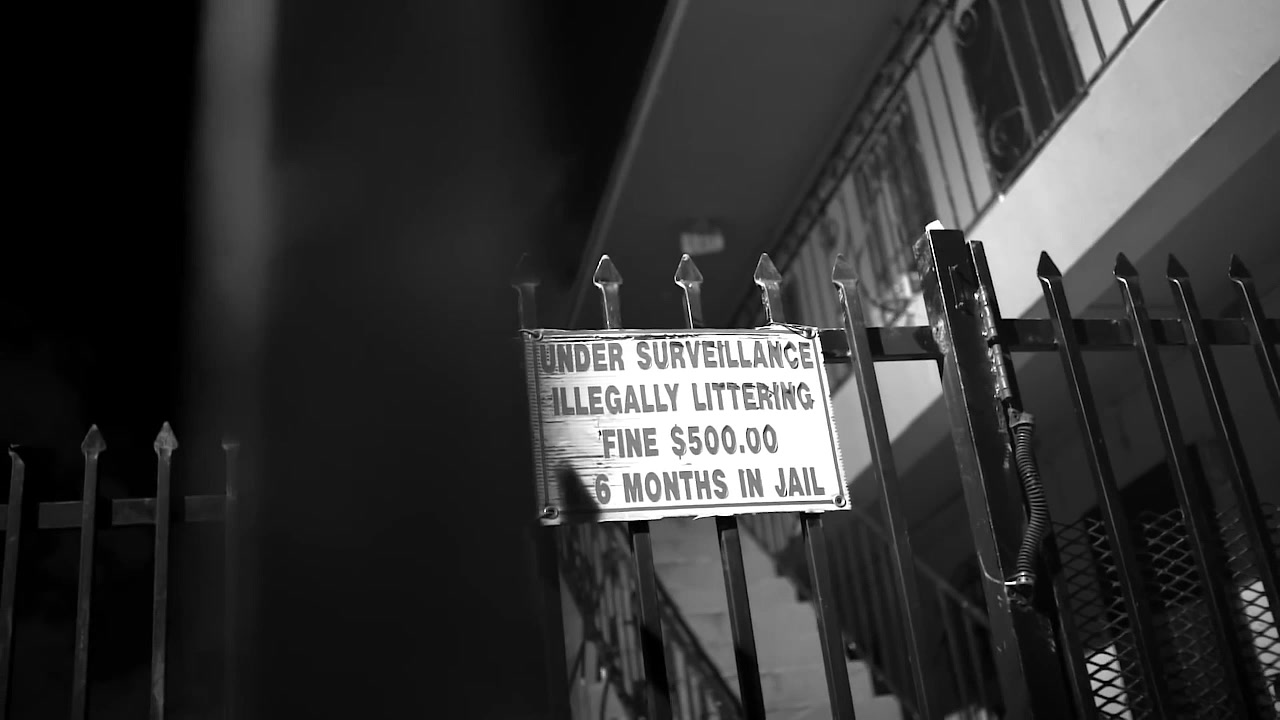 UNDER SURVEILLANCE
ILLEGALLY LITTERING
FINE $500.00
6 MONTHS IN JAIL